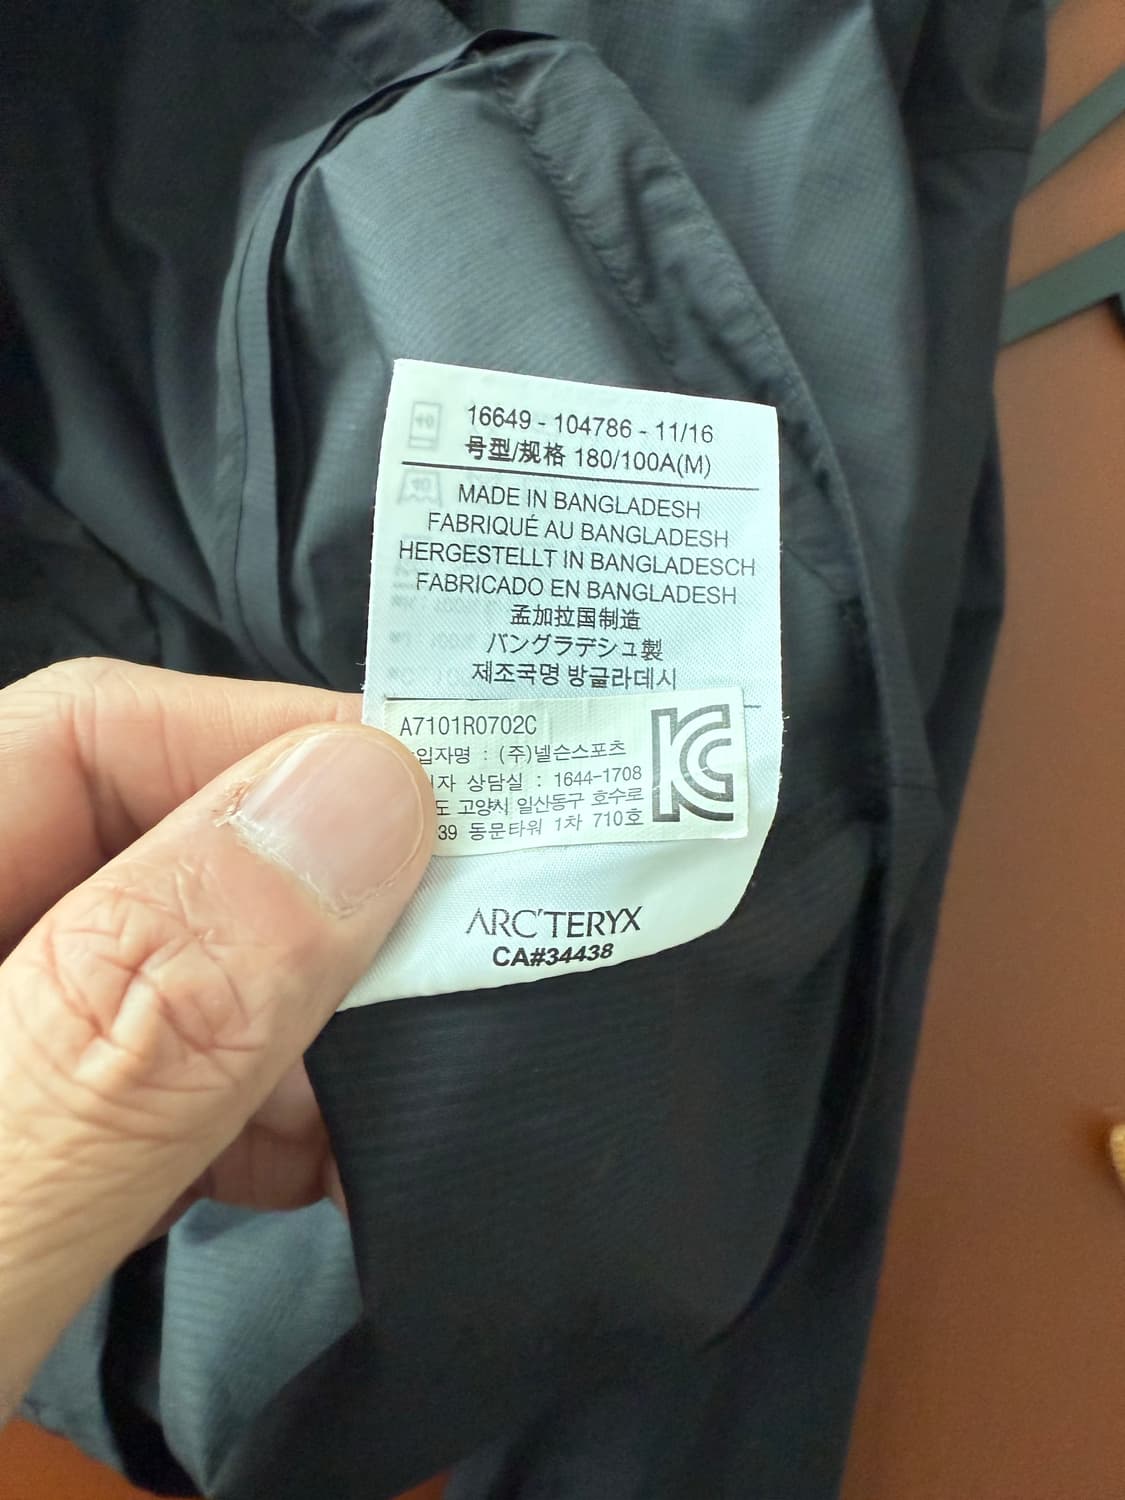 16649 - 104786 - 11/16
号型/规格 180/100A(M)
MADE IN BANGLADESH
FABRIQUÉ AU BANGLADESH
HERGESTELLT IN BANGLADESCH
FABRICADO EN BANGLADESH
孟加拉国制造
バングラデシュ製
제조국명 방글라데시
A7101R0702C
입자명 : (주)넬슨스포츠
자 상담실 : 1644-1708
도 고양시 일산동구 호수로
39 동문타워 1차 710호
KC
ARC'TERYX
CA#34438